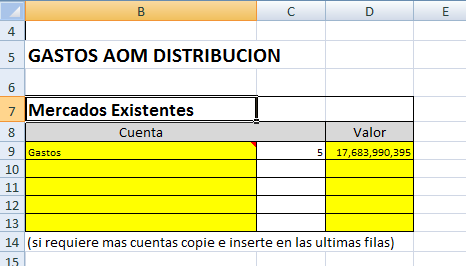 B C D E
4
5 GASTOS AOM DISTRIBUCION
6
7 Mercados Existentes
8 Cuenta Valor
9 Gastos 5 17,683,990,395
10
11
12
13
14 (si requiere mas cuentas copie e inserte en las ultimas filas)
15